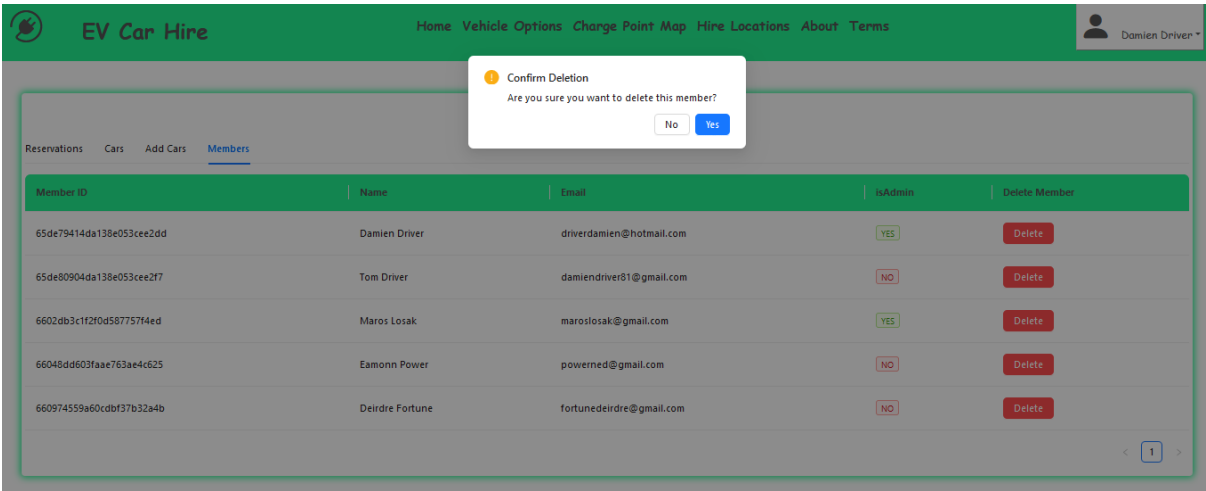 EV Car Hire
Home Vehicle Options Charge Point Map Hire Locations About Terms
Damien Driver
Confirm Deletion
Are you sure you want to delete this member?
No Yes
Reservations Cars Add Cars Members
Member ID Name Email isAdmin Delete Member
65de79414da138e053cee2dd Damien Driver driverdamien@hotmail.com YES Delete
65de80904da138e053cee2f7 Tom Driver damiendriver81@gmail.com NO Delete
6602db3c1f2f0d587757f4ed Maros Losak maroslosak@gmail.com YES Delete
66048dd603faae763ae4c625 Eamonn Power powerned@gmail.com NO Delete
660974559a60cdbf37b32a4b Deirdre Fortune fortunedeirdre@gmail.com NO Delete
< 1 >